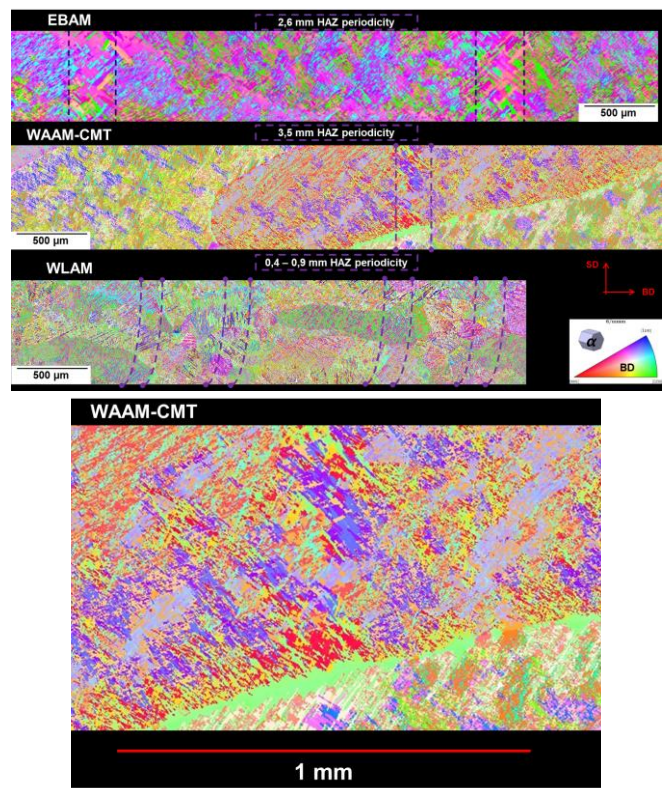 EBAM
2,6 mm HAZ periodicity
500 µm
WAAM-CMT
3,5 mm HAZ periodicity
500 µm
WLAM
0,4 – 0,9 mm HAZ periodicity
SD
BD
500 µm
α
BD
WAAM-CMT
1 mm